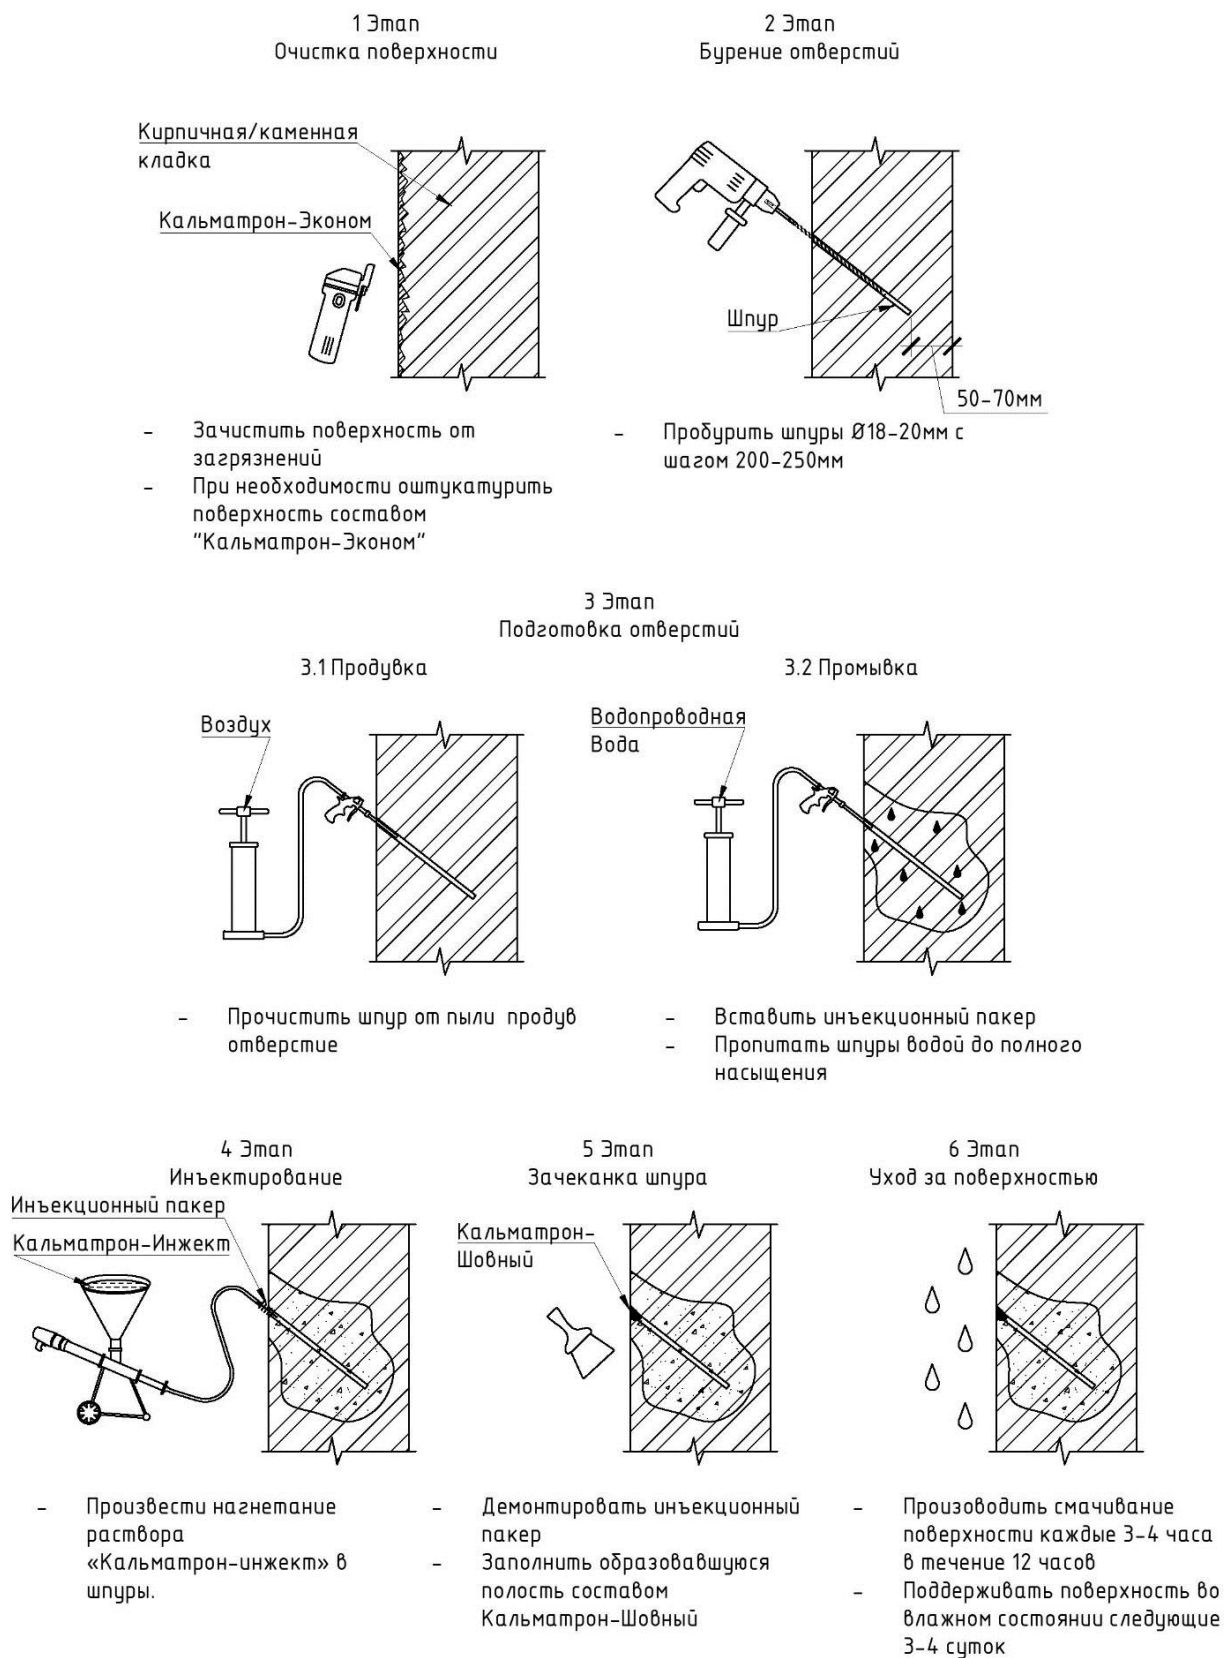 1 Этап
Очистка поверхности
Кирпичная/каменная
кладка
Кальматрон-Эконом
- Зачистить поверхность от
загрязнений
- При необходимости оштукатурить
поверхность составом
"Кальматрон-Эконом"
2 Этап
Бурение отверстий
Шпур
50-70мм
- Пробурить шпуры Ø18-20мм с
шагом 200-250мм
3 Этап
Подготовка отверстий
3.1 Продувка
Воздух
- Прочистить шпур от пыли продув
отверстие
3.2 Промывка
Водопроводная
Вода
- Вставить инъекционный пакер
- Пропитать шпуры водой до полного
насыщения
4 Этап
Инъектирование
Инъекционный пакер
Кальматрон-Инжект
- Произвести нагнетание
раствора
«Кальматрон-инжект» в
шпуры.
5 Этап
Зачеканка шпура
Кальматрон-
Шовный
- Демонтировать инъекционный
пакер
- Заполнить образовавшуюся
полость составом
Кальматрон-Шовный
6 Этап
Уход за поверхностью
- Произоводить смачивание
поверхности каждые 3-4 часа
в течение 12 часов
- Поддерживать поверхность во
влажном состоянии следующие
3-4 суток